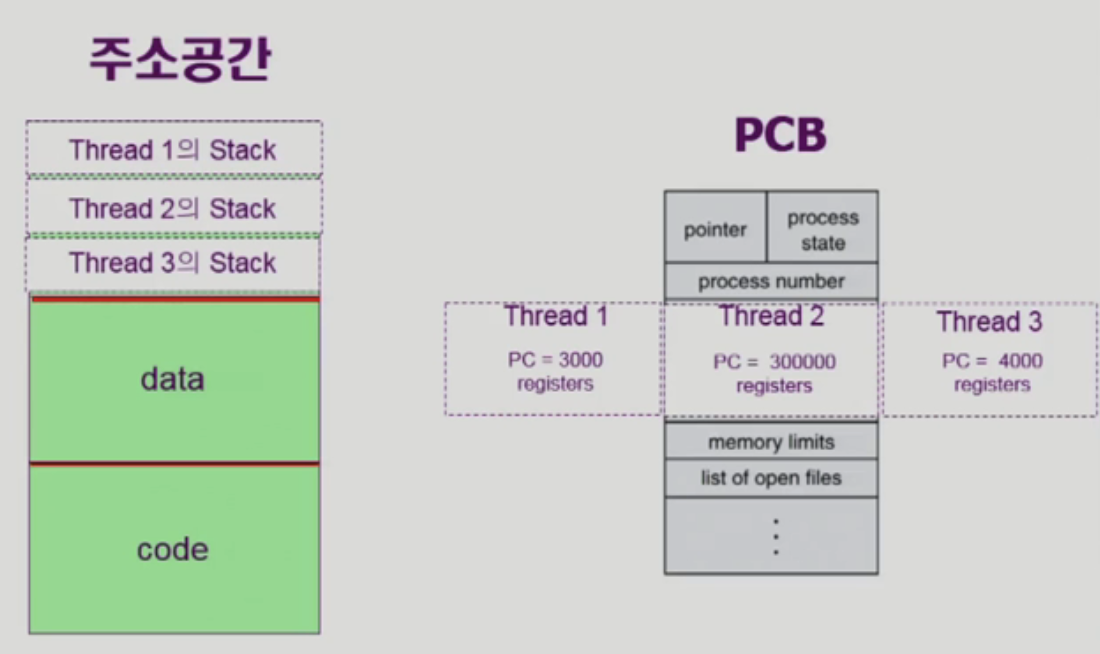 주소공간
Thread 1의 Stack
Thread 2의 Stack
Thread 3의 Stack
data
code
PCB
pointer
process
state
process number
Thread 1
PC = 3000
registers
Thread 2
PC = 300000
registers
Thread 3
PC = 4000
registers
memory limits
list of open files